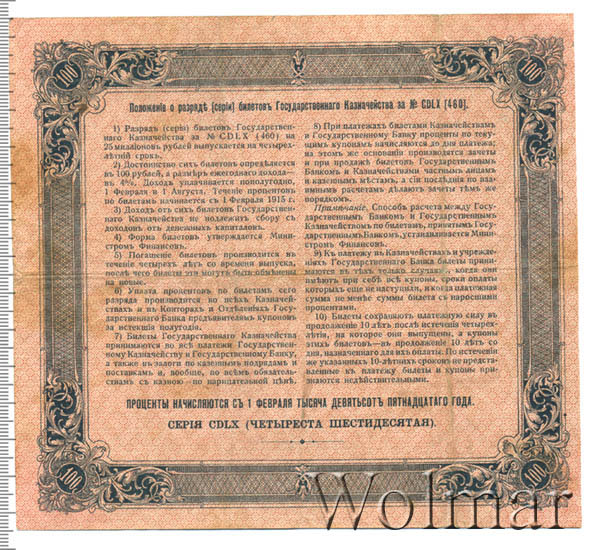 100
100
Положенiе о разрядѣ (серiи) билетовъ Государственнаго Казначейства за № CDLX (460).
1) Разрядъ (серiя) билетовъ Государствен-
наго Казначейства за № CDLX (460) на
25 миллiоновъ рублей выпускается на четырех-
лѣтнiй срокъ.
2) Достоинство сихъ билетовъ опредѣляется
въ 100 рублей, а размѣръ ежегоднаго дохода—
въ 4%. Доходъ уплачивается пополугодно,
1 Февраля и 1 Августа. Теченiе процентовъ
по билетамъ начинается съ 1 Февраля 1915 г.
3) Доходъ отъ сихъ билетовъ Государствен-
наго Казначейства не подлежитъ сбору съ
доходовъ отъ денежныхъ капиталовъ.
4) Форма билетовъ утверждается Мини-
стромъ Финансовъ.
5) Погашенiе билетовъ производится въ
теченiе четырехъ лѣтъ со времени выпуска,
послѣ чего билеты эти могутъ быть обмѣнены
на новые.
6) Уплата процентовъ по билетамъ сего
разряда производится во всѣхъ Казначей-
ствахъ и въ Конторахъ и Отдѣленiяхъ Госу-
дарственнаго Банка предъявителямъ купоновъ
за истекшiя полугодiя.
7) Билеты Государственнаго Казначейства
принимаются во всѣ платежи Государствен-
ному Казначейству и Государственному Банку,
а также въ залоги по казеннымъ подрядамъ и
поставкамъ и, вообще, по всѣмъ обязатель-
ствамъ съ казною—по нарицательной цѣнѣ.
8) При платежахъ билетами Казначействамъ
и Государственному Банку проценты по теку-
щимъ купонамъ начисляются до дня платежа;
на этомъ же основанiи производятся зачеты
и при продажѣ билетовъ Государственнымъ
Банкомъ и Казначействами частнымъ лицамъ
и казеннымъ мѣстамъ, а сiи послѣднiя по раз-
ннымъ расчетамъ дѣлаютъ зачеты тѣмъ же
порядкомъ.
Примѣчанiе. Способъ расчета между Госу-
дарственнымъ Банкомъ и Государственнымъ
Казначействомъ по билетамъ, принятымъ Госу-
дарственнымъ Банкомъ, устанавливается Мини-
стромъ Финансовъ.
9) Къ платежу въ Казначействахъ и учрежде-
нiяхъ Государственнаго Банка билеты прини-
маются въ тѣхъ только случаяхъ, когда они
имѣютъ при себѣ всѣ купоны, сроки оплаты
которыхъ еще не наступили, и когда платежная
сумма не менѣе суммы билета съ наросшими
процентами.
10) Билеты сохраняютъ платежную силу въ
продолженiе 10 лѣтъ послѣ истеченiя четырех-
лѣтiя, на которое они выпущены, а купоны
этихъ билетовъ—въ продолженiе 10 лѣтъ со
дня, назначеннаго для ихъ оплаты. По истеченiи
же указанныхъ 10-лѣтнихъ сроковъ не пред-
ставленные къ платежу билеты и купоны при-
знаются недѣйствительными.
ПРОЦЕНТЫ НАЧИСЛЯЮТСЯ СЪ 1 ФЕВРАЛЯ ТЫСЯЧА ДЕВЯТЬСОТЪ ПЯТНАДЦАТАГО ГОДА.
СЕРIЯ CDLX (ЧЕТЫРЕСТА ШЕСТИДЕСЯТАЯ).
100
100
Wolmar